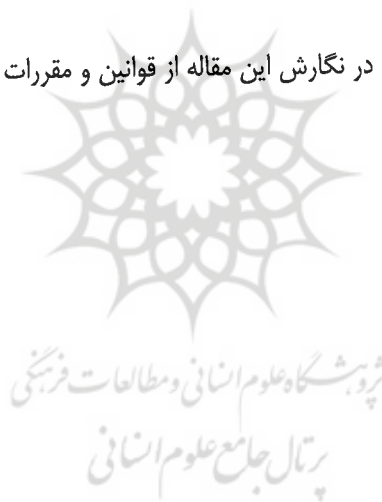 در نگارش این مقاله از قوانین و مقررات
پژوهشگاه علوم انسانی و مطالعات فرهنگی
پرتال جامع علوم انسانی